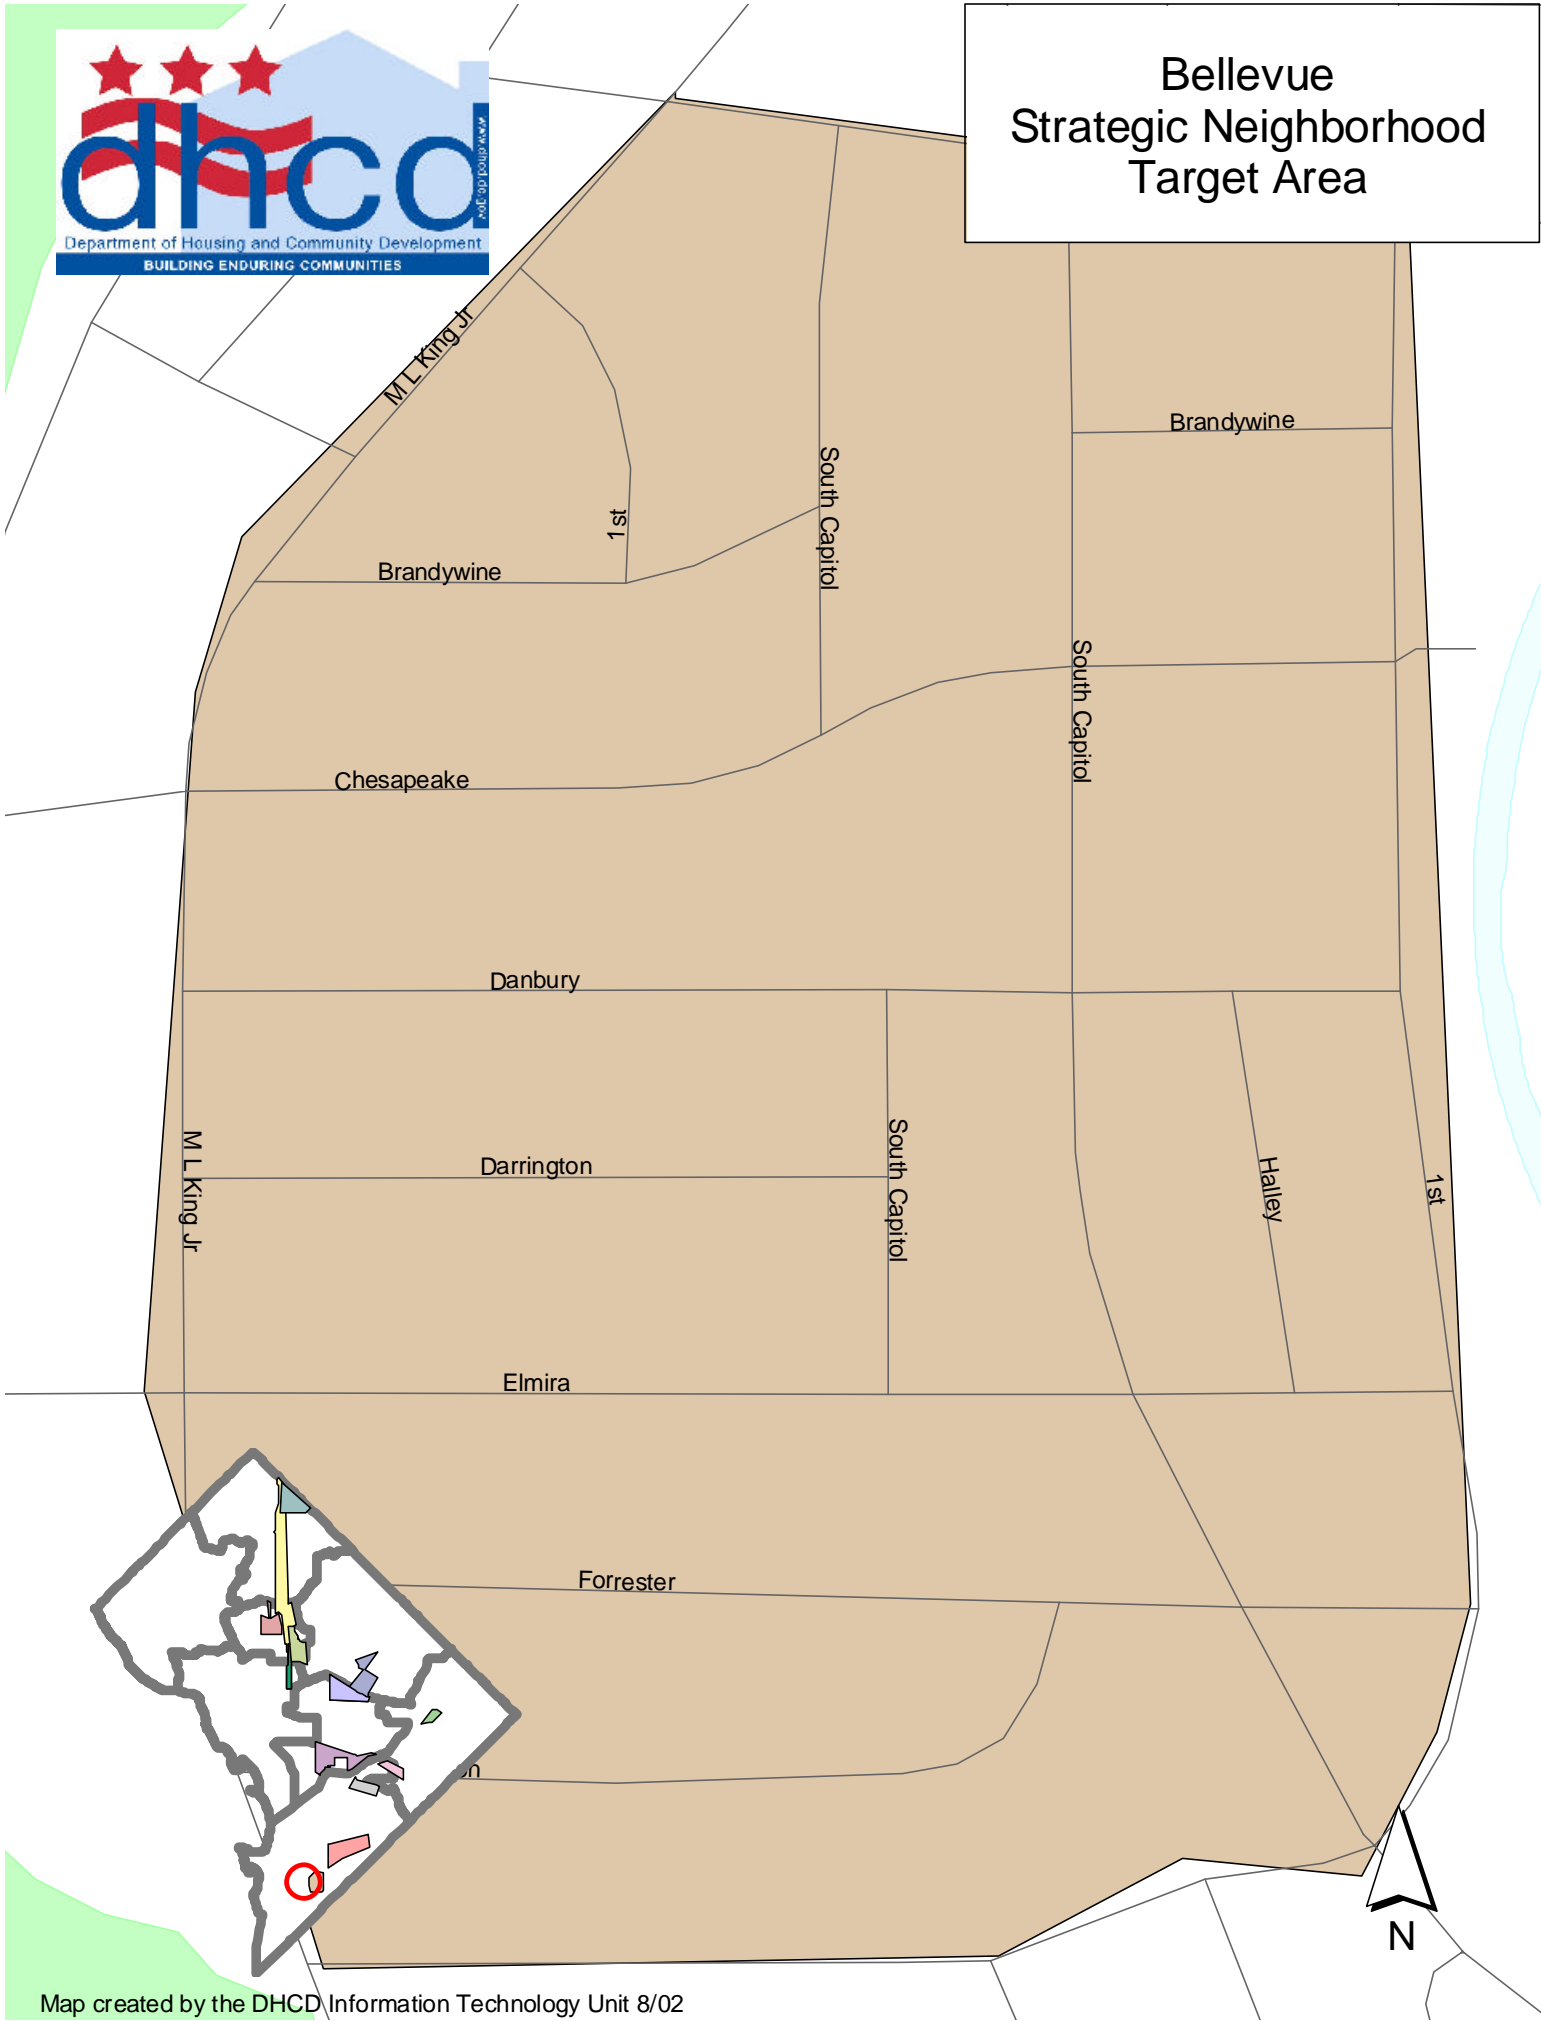 dhcd
www.dhcd.dc.gov
Department of Housing and Community Development
BUILDING ENDURING COMMUNITIES
Bellevue
Strategic Neighborhood
Target Area
M L King Jr
Brandywine
South Capitol
1st
Brandywine
South Capitol
Chesapeake
Danbury
M L King Jr
Darrington
South Capitol
Halley
1st
Elmira
Forrester
on
N
Map created by the DHCD Information Technology Unit 8/02